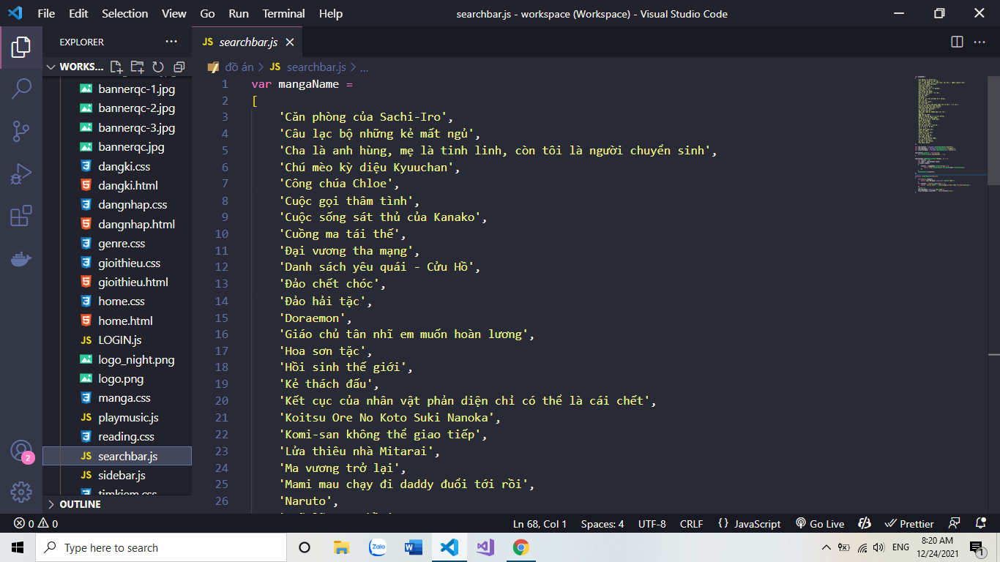 File Edit Selection View Go Run Terminal Help
searchbar.js - workspace (Workspace) - Visual Studio Code
EXPLORER
JS searchbar.js
WORKS...
đồ án > JS searchbar.js > ...
bannerqc-1.jpg
bannerqc-2.jpg
bannerqc-3.jpg
bannerqc.jpg
dangki.css
dangki.html
dangnhap.css
dangnhap.html
genre.css
gioithieu.css
gioithieu.html
home.css
home.html
JS LOGIN.js
logo_night.png
logo.png
manga.css
JS playmusic.js
reading.css
JS searchbar.js
JS sidebar.js
timkiem.css
OUTLINE
2
1 var mangaName =
2 [
3 'Căn phòng của Sachi-Iro',
4 'Câu lạc bộ những kẻ mất ngủ',
5 'Cha là anh hùng, mẹ là tinh linh, còn tôi là người chuyển sinh',
6 'Chú mèo kỳ diệu Kyuuchan',
7 'Công chúa Chloe',
8 'Cuộc gọi thâm tình',
9 'Cuộc sống sát thủ của Kanako',
10 'Cuồng ma tái thế',
11 'Đại vương tha mạng',
12 'Danh sách yêu quái - Cửu Hồ',
13 'Đảo chết chóc',
14 'Đảo hải tặc',
15 'Doraemon',
16 'Giáo chủ tân nhĩ em muốn hoàn lương',
17 'Hoa sơn tặc',
18 'Hồi sinh thế giới',
19 'Kẻ thách đấu',
20 'Kết cục của nhân vật phản diện chỉ có thể là cái chết',
21 'Koitsu Ore No Koto Suki Nanoka',
22 'Komi-san không thể giao tiếp',
23 'Lửa thiêu nhà Mitarai',
24 'Ma vương trở lại',
25 'Mami mau chạy đi daddy đuổi tới rồi',
26 'Naruto',
0 0
Ln 68, Col 1 Spaces: 4 UTF-8 CRLF {} JavaScript Go Live Prettier
Type here to search
Zalo
ENG
8:20 AM
12/24/2021
1